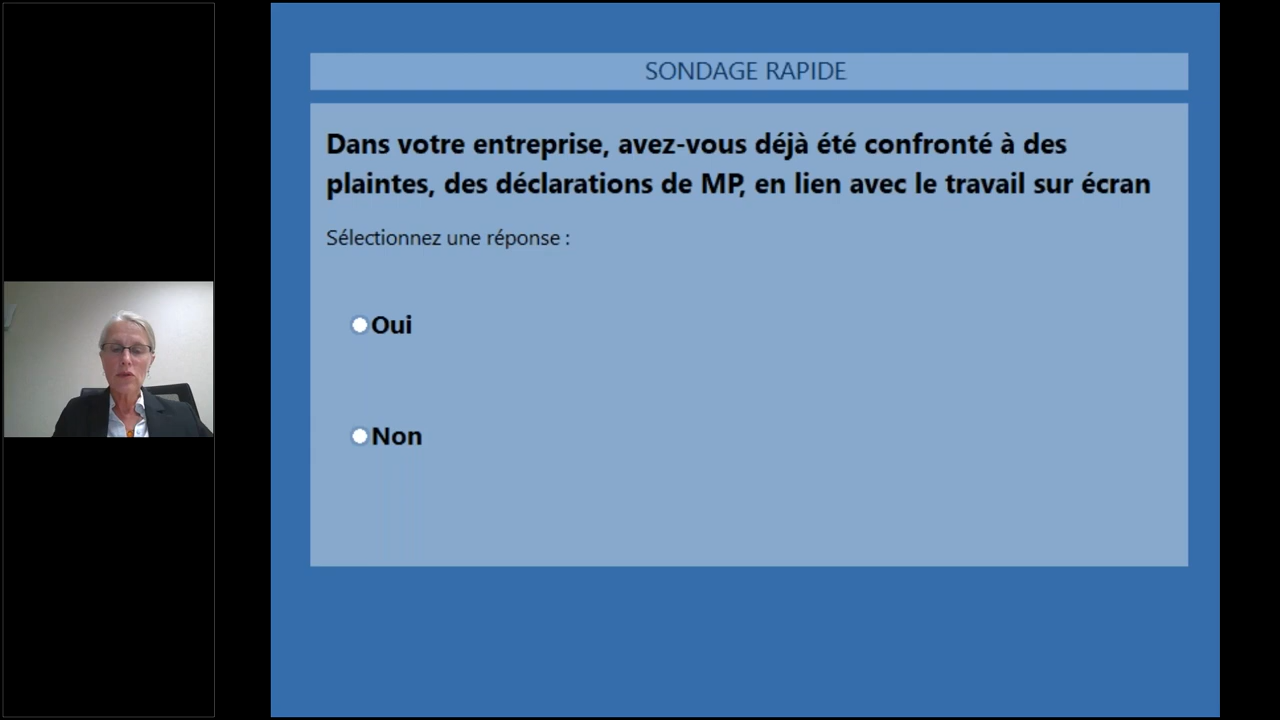 SONDAGE RAPIDE
Dans votre entreprise, avez-vous déjà été confronté à des
plaintes, des déclarations de MP, en lien avec le travail sur écran
Sélectionnez une réponse :
Oui
Non